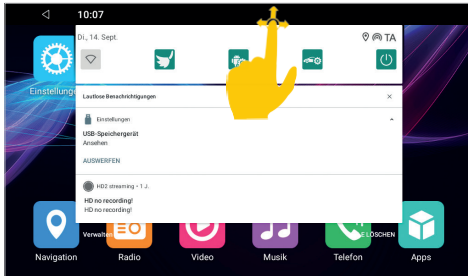 10:07
Di., 14. Sept.
TA
Einstellunge
Lautlose Benachrichtigungen
Einstellungen
USB-Speichergerät
Ansehen
AUSWERFEN
HD2 streaming • 1 J.
HD no recording!
HD no recording!
Verwalten
E LÖSCHEN
Navigation
Radio
Video
Musik
Telefon
Apps